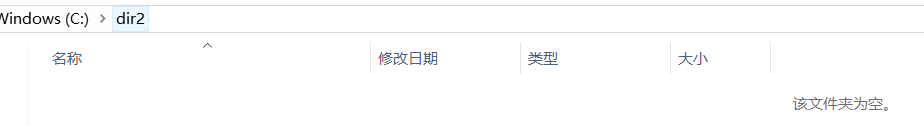 Windows (C:) > dir2
名称 修改日期 类型 大小
该文件夹为空。